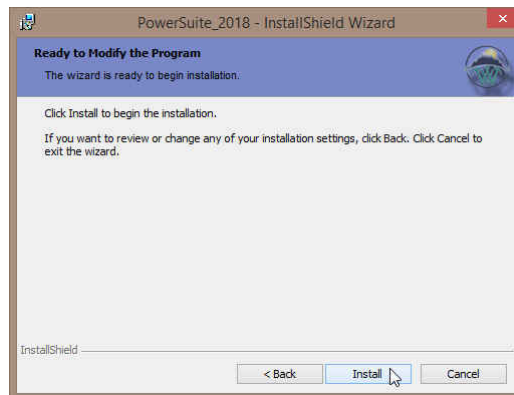 PowerSuite_2018 - InstallShield Wizard
Ready to Modify the Program
The wizard is ready to begin installation.
Click Install to begin the installation.
If you want to review or change any of your installation settings, click Back. Click Cancel to
exit the wizard.
InstallShield
< Back Install Cancel